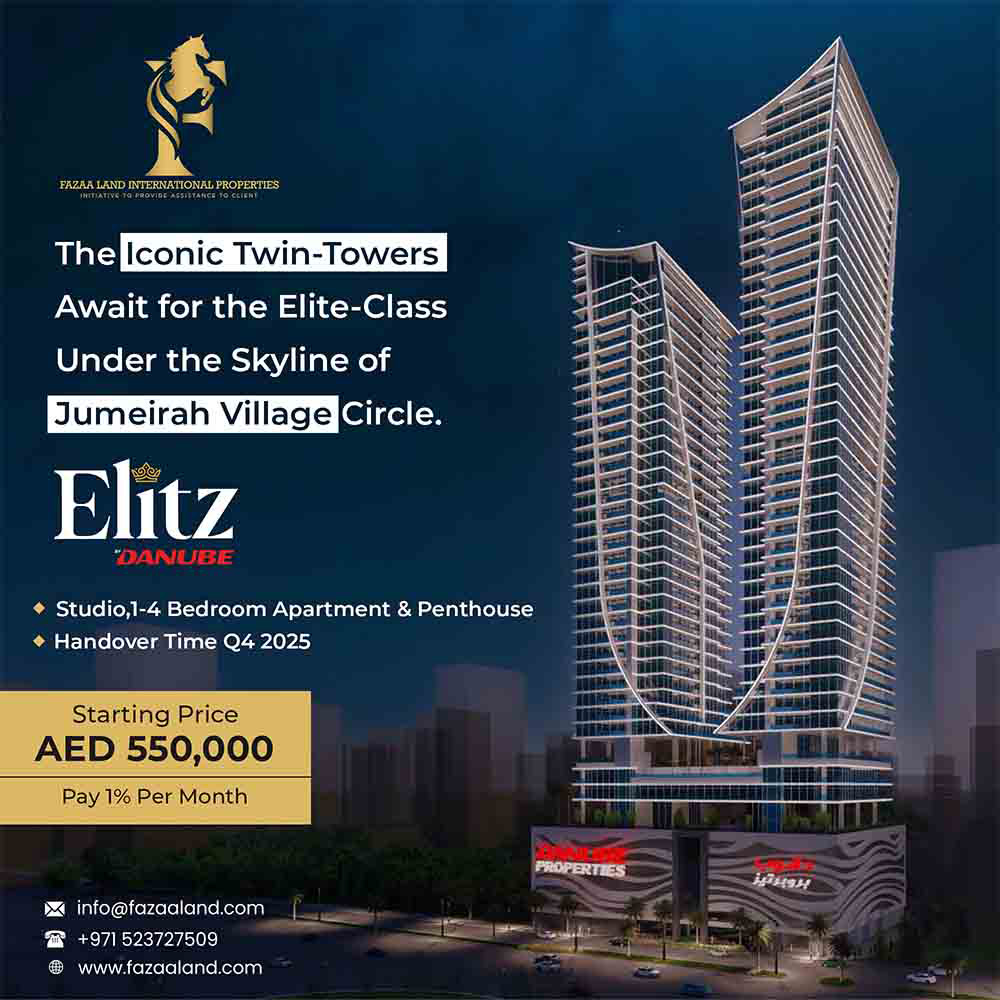 FAZAA LAND INTERNATIONAL PROPERTIES
INITIATIVE TO PROVIDE ASSISTANCE TO CLIENT
The Iconic Twin-Towers
Await for the Elite-Class
Under the Skyline of
Jumeirah Village Circle.
Elitz
BY DANUBE
Studio,1-4 Bedroom Apartment & Penthouse
Handover Time Q4 2025
Starting Price
AED 550,000
Pay 1% Per Month
DANUBE
PROPERTIES
دانوب
بروبرتيز
info@fazaaland.com
+971 523727509
www.fazaaland.com